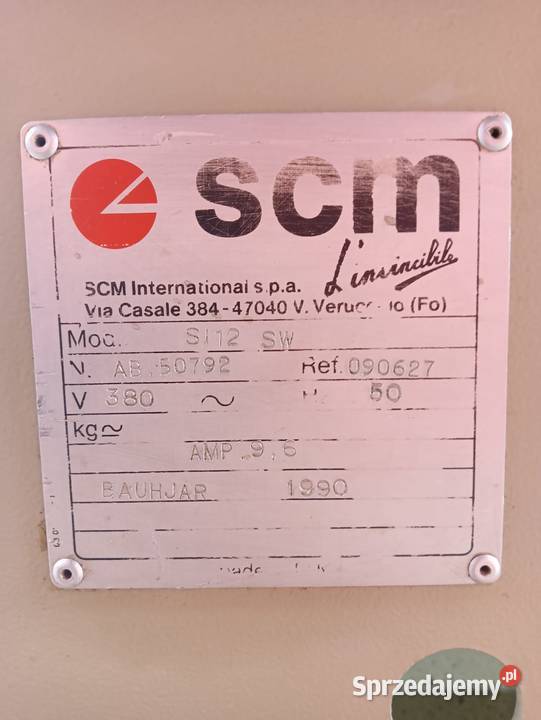 scm
L'invincibile
SCM International s.p.a.
Via Casale 384-47040 V. (Fo)
Mod. SI12 SW
N. AB 50792 Ref. 090627
V 380 ~ Hz 50
kg≃
AMP. 9,6
BAUHJAR 1990
Sprzedajemy.pl